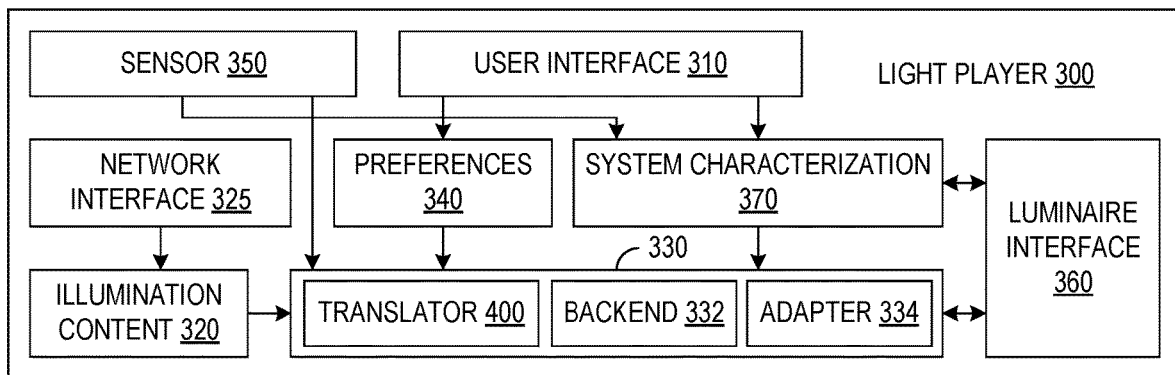 SENSOR 350
USER INTERFACE 310
LIGHT PLAYER 300
NETWORK
INTERFACE 325
PREFERENCES
340
SYSTEM CHARACTERIZATION
370
LUMINAIRE
INTERFACE
360
330
ILLUMINATION
CONTENT 320
TRANSLATOR 400
BACKEND 332
ADAPTER 334